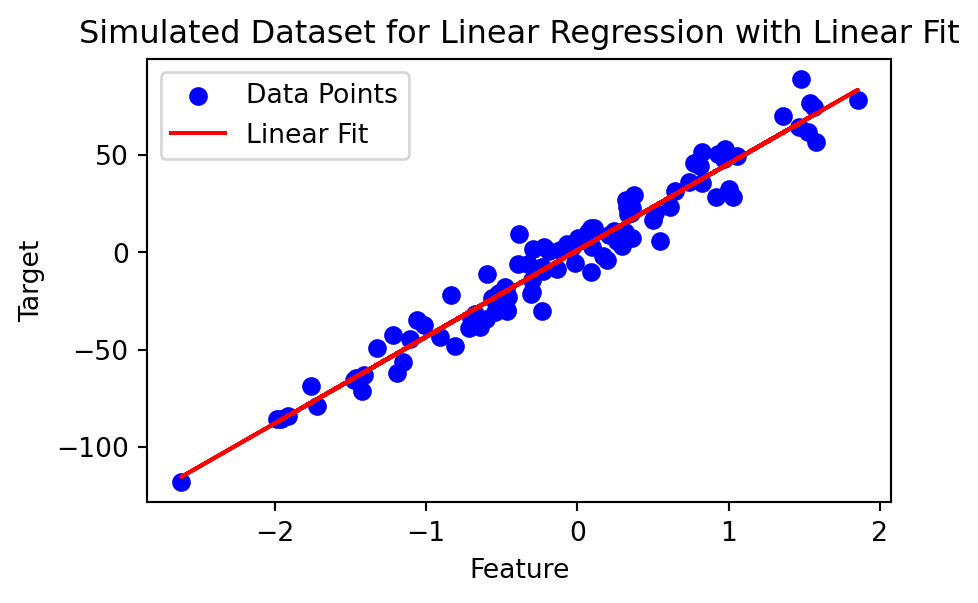 Simulated Dataset for Linear Regression with Linear Fit
Data Points
Linear Fit
50
0
−50
−100
Target
−2
−1
0
1
2
Feature